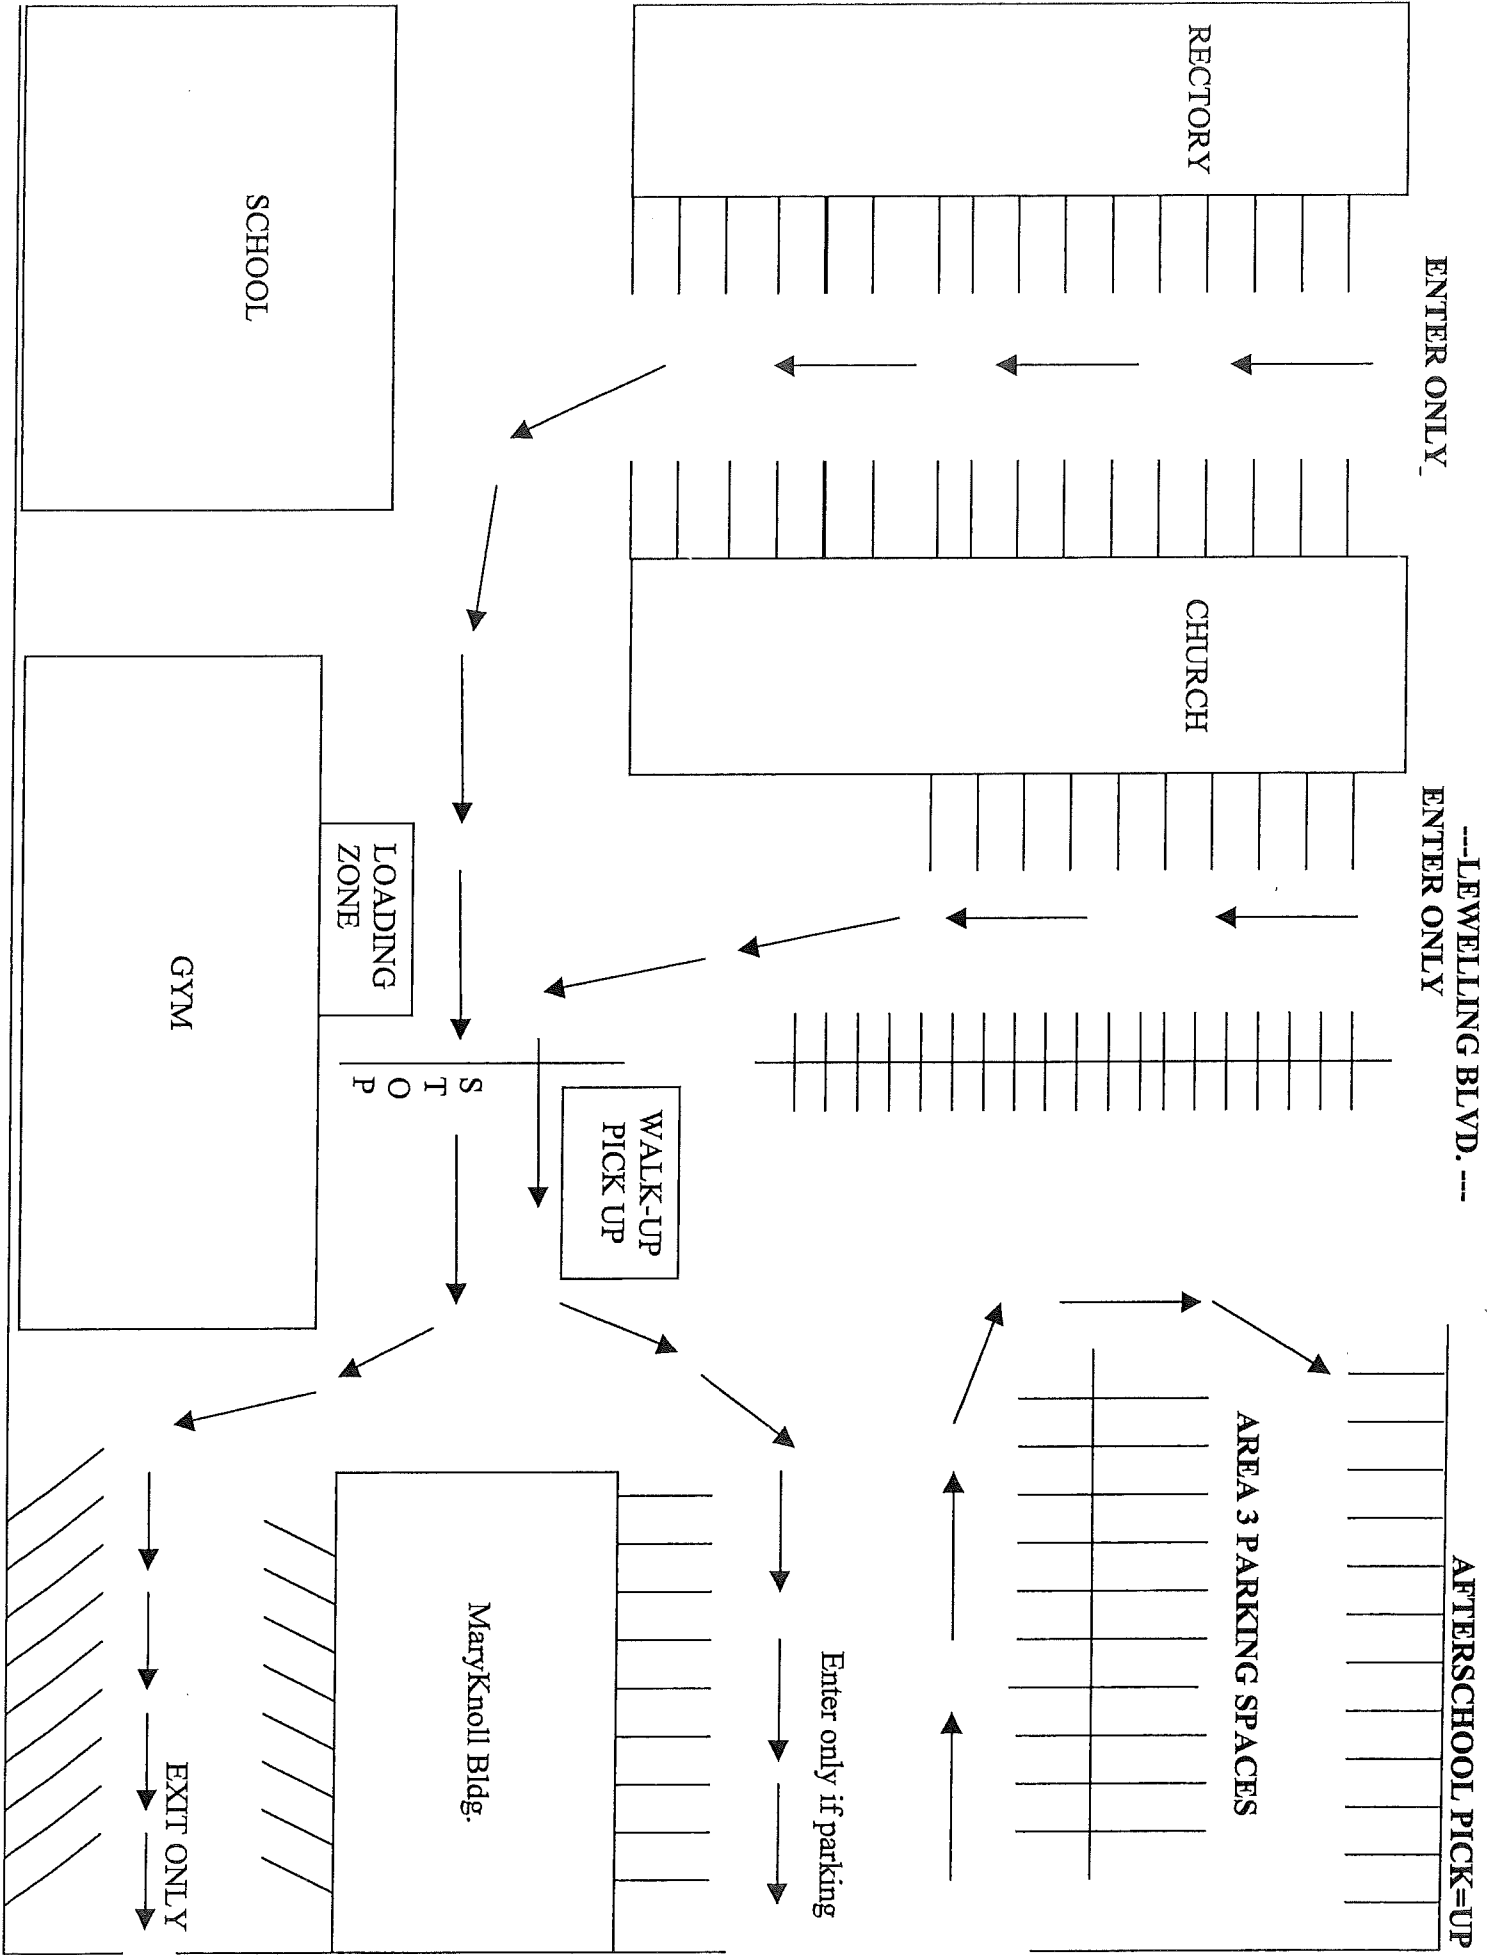 AFTERSCHOOL PICK=UP
---LEWELLING BLVD. ---
ENTER ONLY
ENTER ONLY
RECTORY
CHURCH
AREA 3 PARKING SPACES
Enter only if parking
WALK-UP
PICK UP
S
T
O
P
LOADING
ZONE
MaryKnoll Bldg.
SCHOOL
GYM
EXIT ONLY